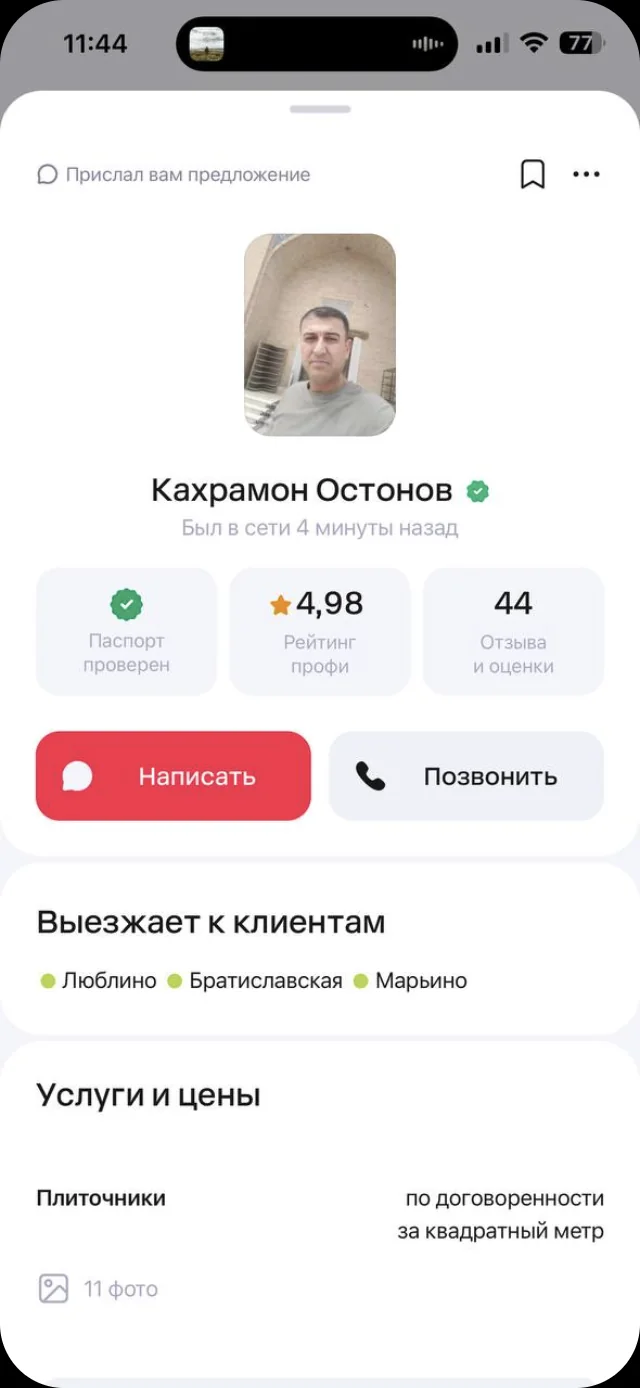 11:44
77
Прислал вам предложение
Кахрамон Остонов
Был в сети 4 минуты назад
Паспорт
проверен
4,98
Рейтинг
профи
44
Отзыва
и оценки
Написать
Позвонить
Выезжает к клиентам
Люблино Братиславская Марьино
Услуги и цены
Плиточники
по договоренности
за квадратный метр
11 фото